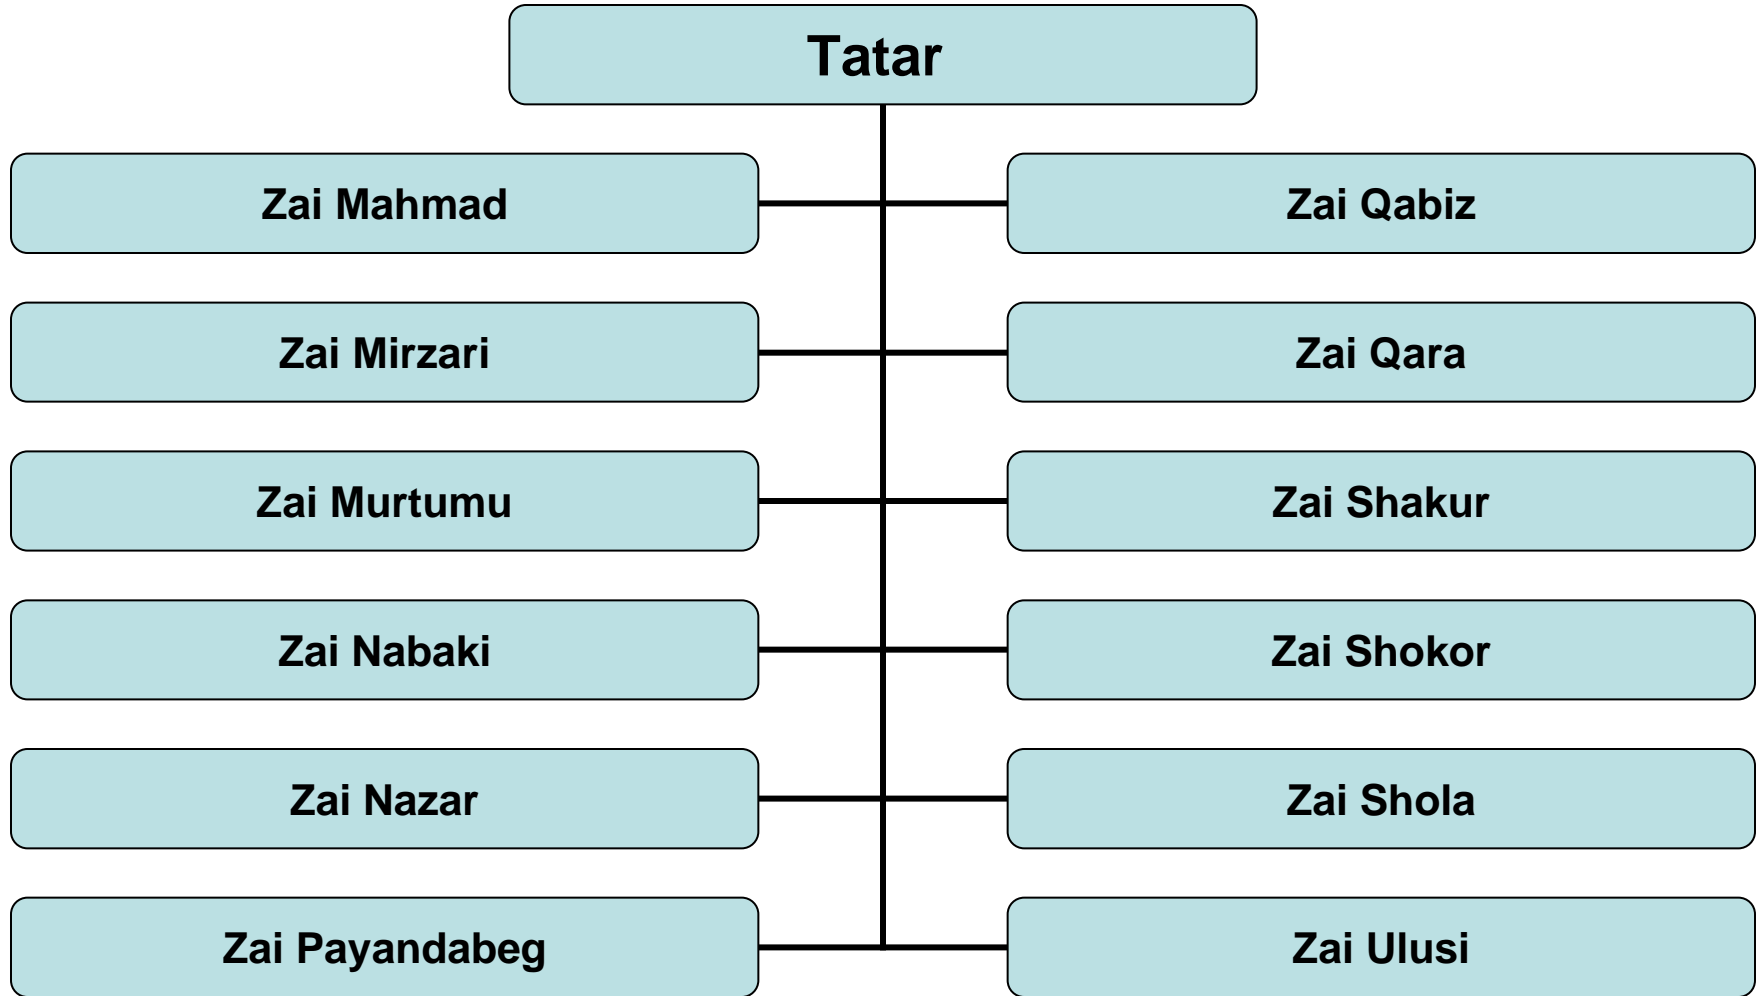 Tatar
Zai Mahmad
Zai Qabiz
Zai Mirzari
Zai Qara
Zai Murtumu
Zai Shakur
Zai Nabaki
Zai Shokor
Zai Nazar
Zai Shola
Zai Payandabeg
Zai Ulusi